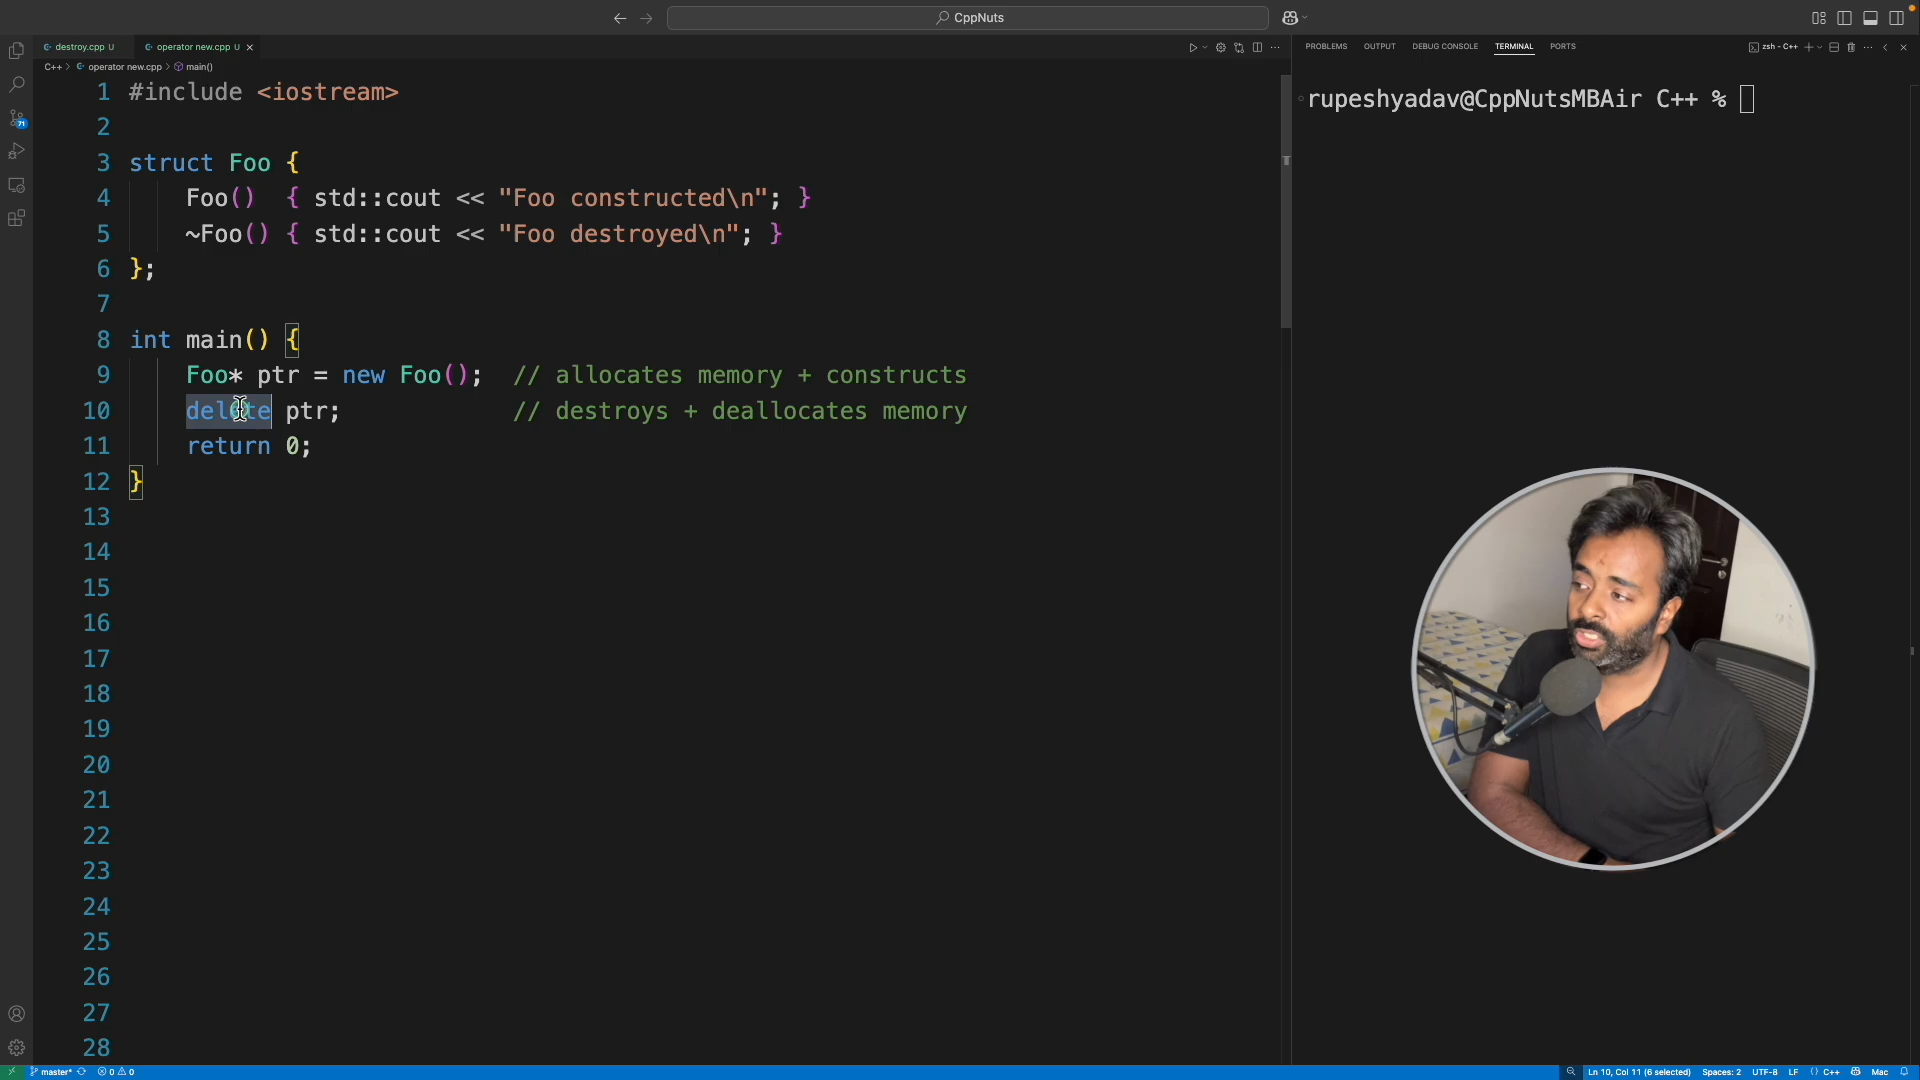 CppNuts
destroy.cpp U
operator new.cpp U
C++ > operator new.cpp > main()
PROBLEMS OUTPUT DEBUG CONSOLE TERMINAL PORTS
zsh - C++
1 #include <iostream>
2
3 struct Foo {
4 Foo()  { std::cout << "Foo constructed\n"; }
5 ~Foo() { std::cout << "Foo destroyed\n"; }
6 };
7
8 int main() {
9 Foo* ptr = new Foo();  // allocates memory + constructs
10 delete ptr;            // destroys + deallocates memory
11 return 0;
12 }
13
14
15
16
17
18
19
20
21
22
23
24
25
26
27
28
rupeshyadav@CppNutsMBAir C++ %
71
master* 0 0
Ln 10, Col 11 (6 selected) Spaces: 2 UTF-8 LF {} C++ Mac